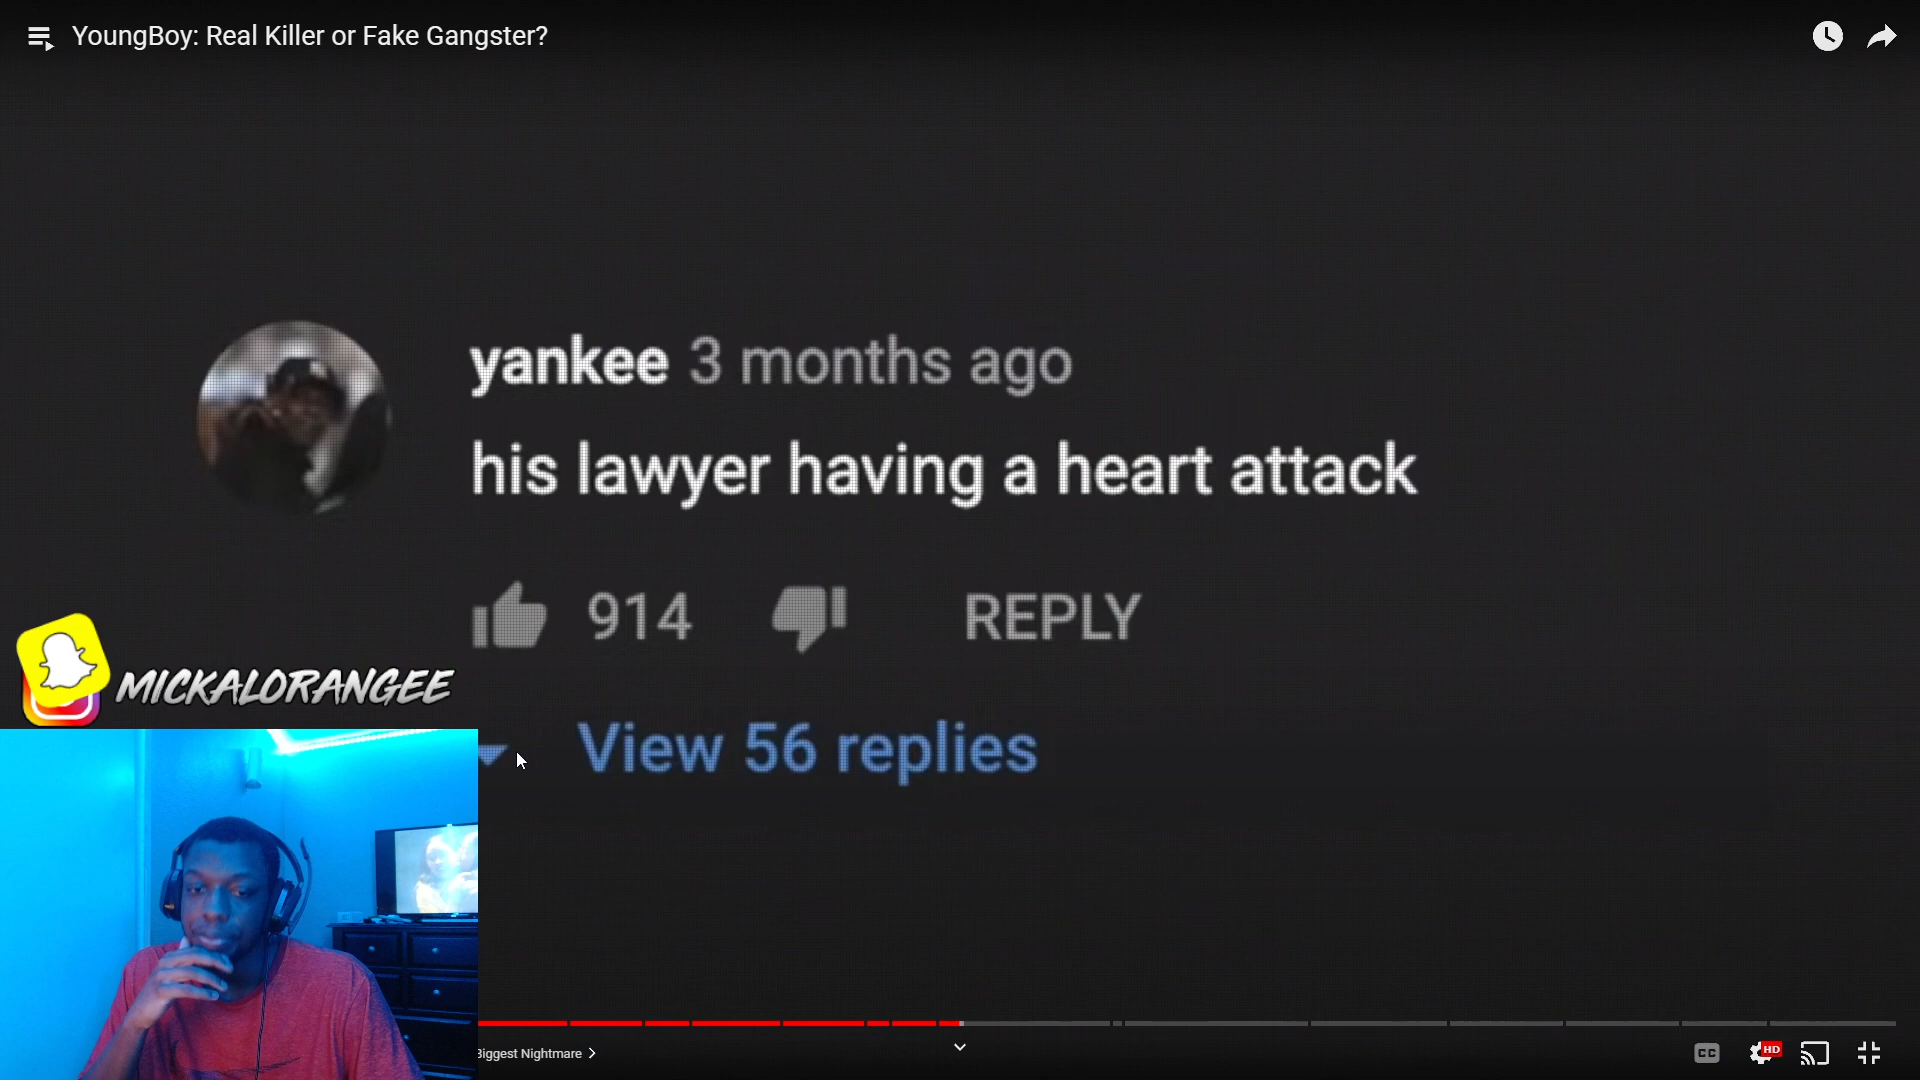 YoungBoy: Real Killer or Fake Gangster?
yankee 3 months ago
his lawyer having a heart attack
914 REPLY
MICKALORANGEE
View 56 replies
Biggest Nightmare
CC HD